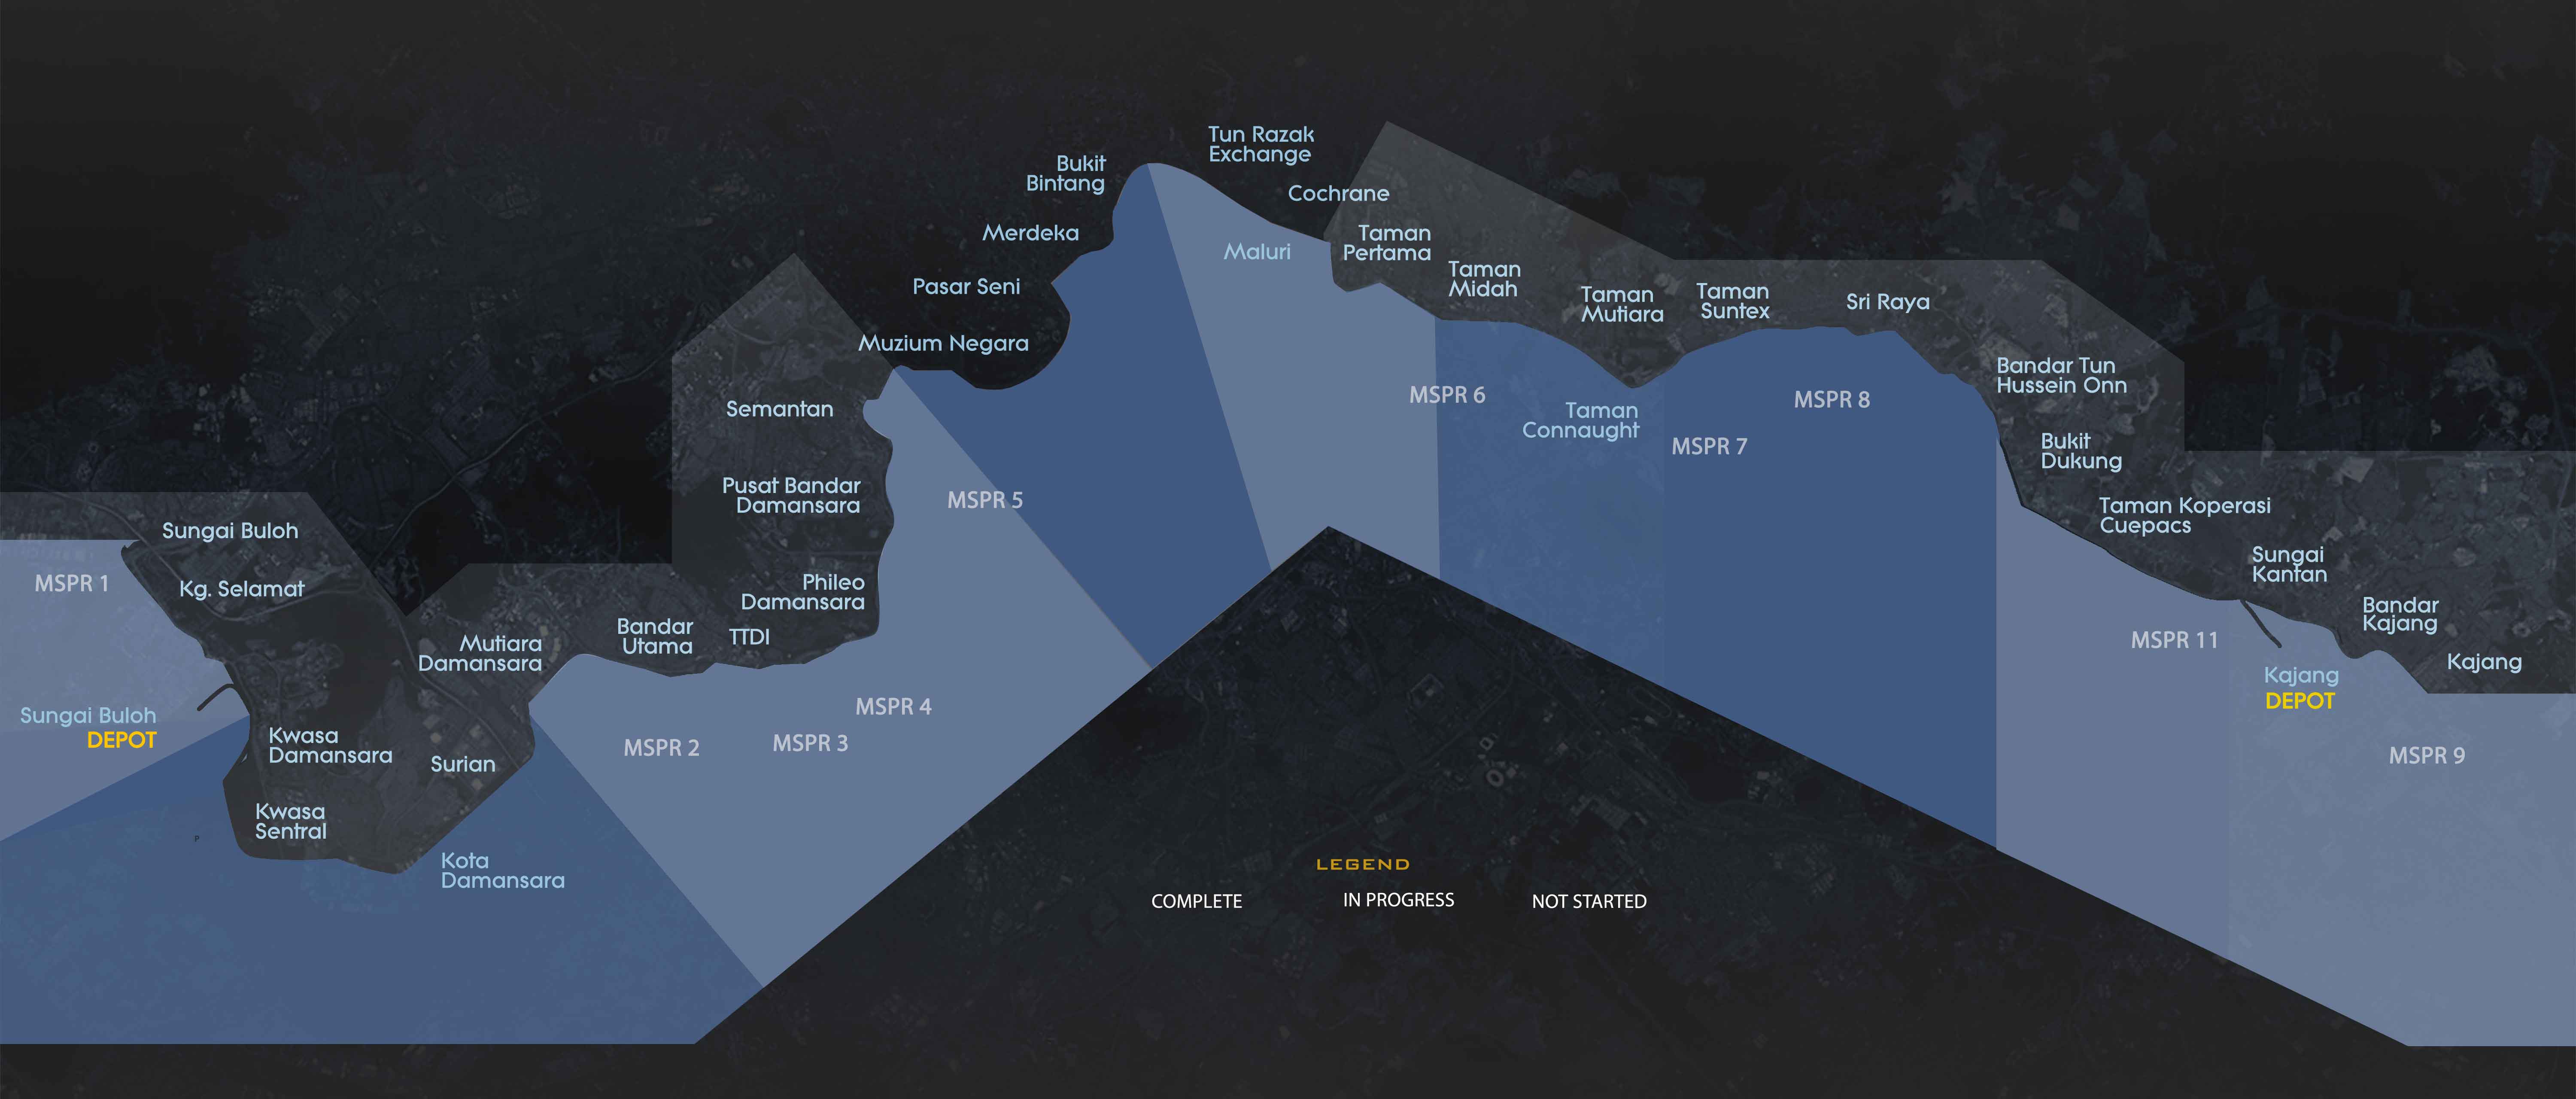 Tun Razak
Exchange
Bukit
Bintang
Cochrane
Merdeka
Maluri
Taman
Pertama
Pasar Seni
Taman
Midah
Taman
Mutiara
Taman
Suntex
Sri Raya
Muzium Negara
Bandar Tun
Hussein Onn
Semantan
MSPR 6
Taman
Connaught
MSPR 8
MSPR 7
Bukit
Dukung
Pusat Bandar
Damansara
MSPR 5
Taman Koperasi
Cuepacs
Sungai Buloh
MSPR 1
Kg. Selamat
Sungai
Kantan
Phileo
Damansara
Bandar
Utama
TTDI
Mutiara
Damansara
Bandar
Kajang
MSPR 11
Kajang
Kajang
DEPOT
Sungai Buloh
DEPOT
MSPR 4
Kwasa
Damansara
Surian
MSPR 2
MSPR 3
MSPR 9
Kwasa
Sentral
P
Kota
Damansara
LEGEND
COMPLETE
IN PROGRESS
NOT STARTED